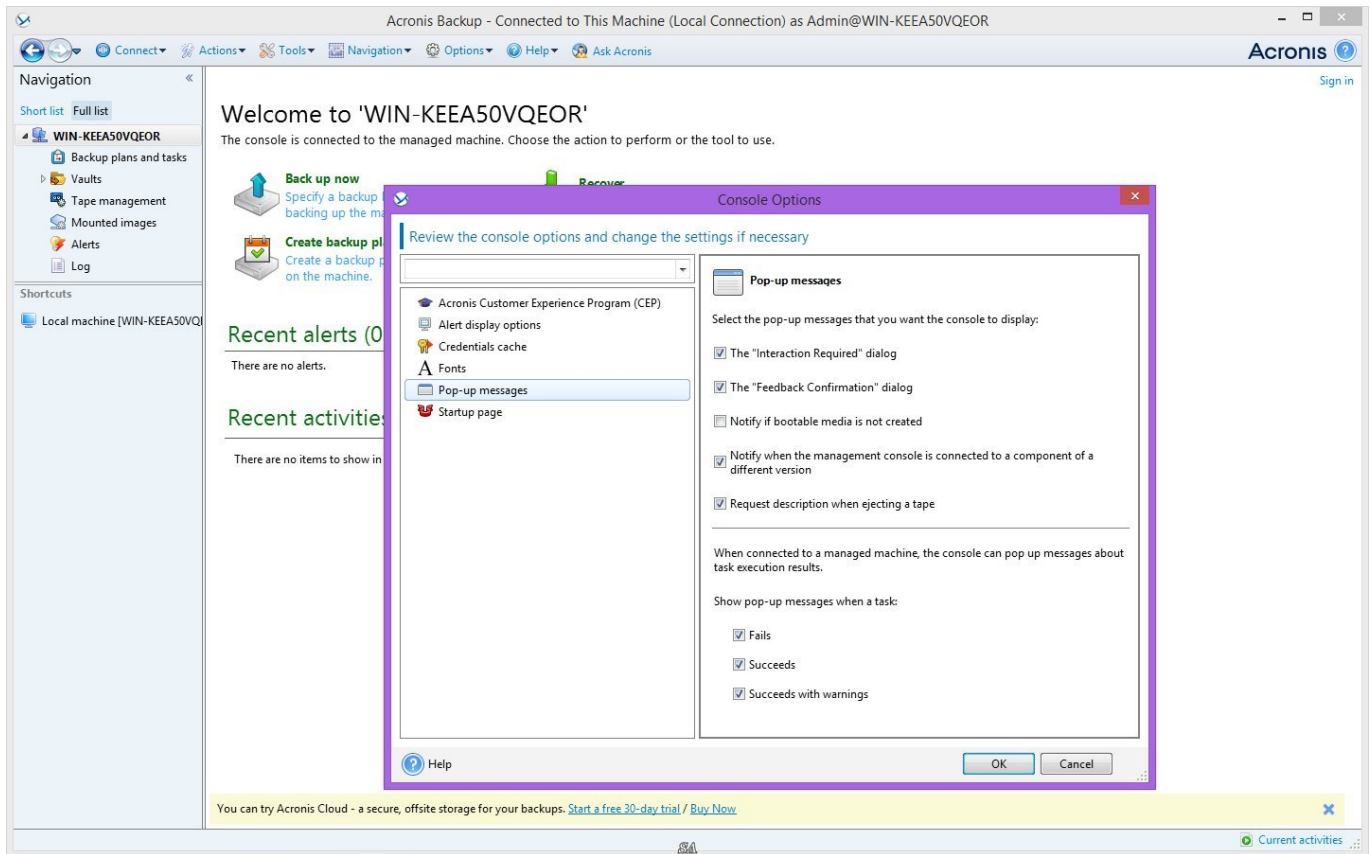 Acronis Backup - Connected to This Machine (Local Connection) as Admin@WIN-KEEA50VQEOR
Connect Actions Tools Navigation Options Help Ask Acronis
Acronis
Navigation
Short list Full list
WIN-KEEA50VQEOR
Backup plans and tasks
Vaults
Tape management
Mounted images
Alerts
Log
Shortcuts
Local machine [WIN-KEEA50VQ
Sign in
Welcome to 'WIN-KEEA50VQEOR'
The console is connected to the managed machine. Choose the action to perform or the tool to use.
Back up now
Specify a backup
backing up the ma
Recover
Create backup pl
Create a backup p
on the machine.
Recent alerts (0
There are no alerts.
Recent activities
There are no items to show in
Console Options
Review the console options and change the settings if necessary
Acronis Customer Experience Program (CEP)
Alert display options
Credentials cache
Fonts
Pop-up messages
Startup page
Pop-up messages
Select the pop-up messages that you want the console to display:
The "Interaction Required" dialog
The "Feedback Confirmation" dialog
Notify if bootable media is not created
Notify when the management console is connected to a component of a
different version
Request description when ejecting a tape
When connected to a managed machine, the console can pop up messages about
task execution results.
Show pop-up messages when a task:
Fails
Succeeds
Succeeds with warnings
Help
OK Cancel
You can try Acronis Cloud - a secure, offsite storage for your backups. Start a free 30-day trial / Buy Now
Current activities
SA